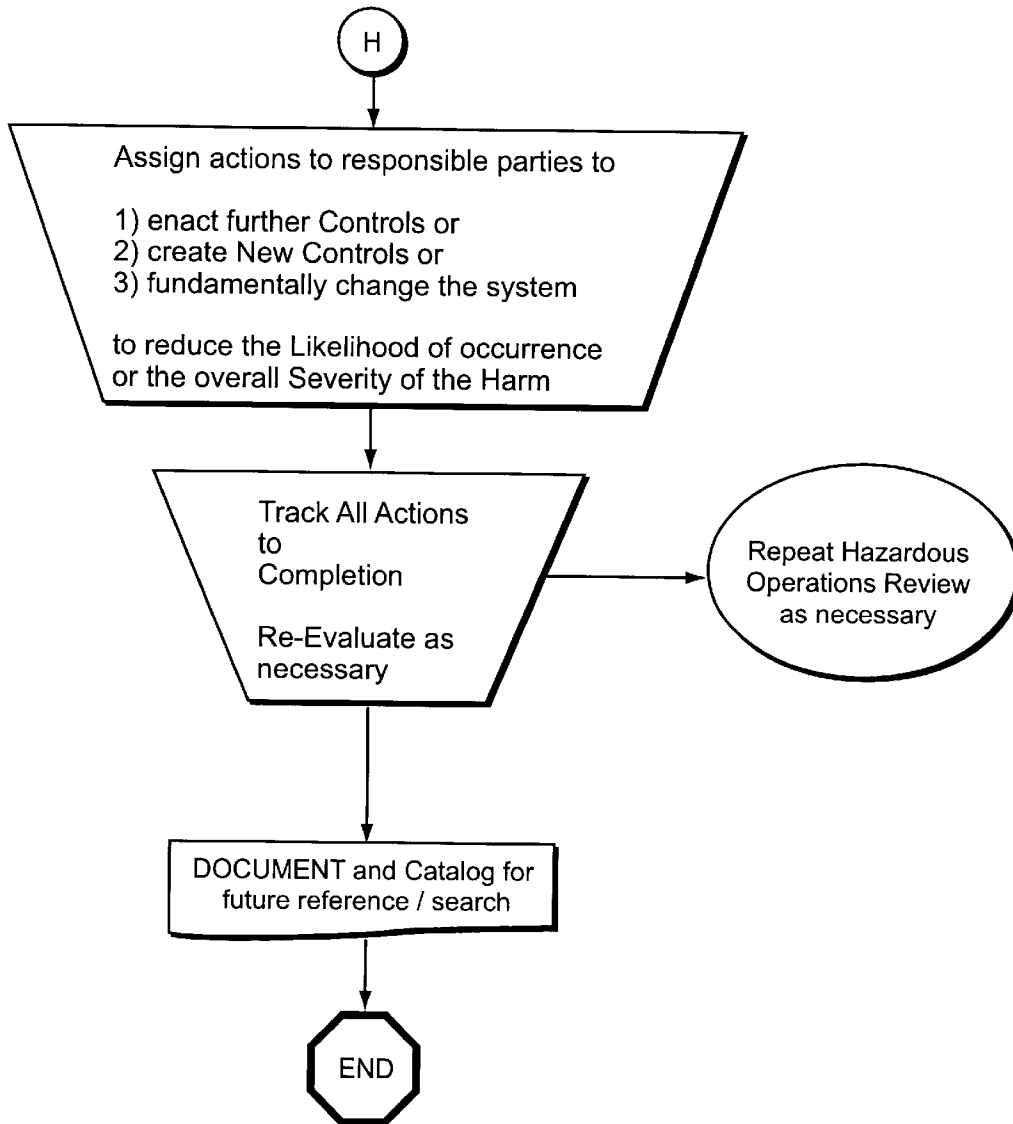 H
Assign actions to responsible parties to
1) enact further Controls or
2) create New Controls or
3) fundamentally change the system
to reduce the Likelihood of occurrence
or the overall Severity of the Harm
Track All Actions
to
Completion
Re-Evaluate as
necessary
Repeat Hazardous
Operations Review
as necessary
DOCUMENT and Catalog for
future reference / search
END